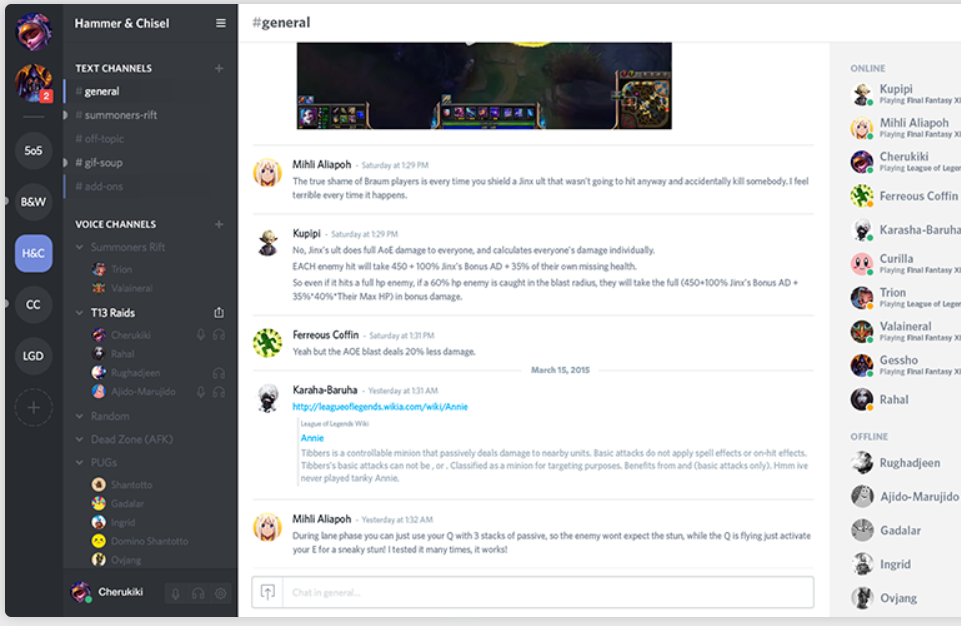 2
5o5
B&W
H&C
CC
LGD
Hammer & Chisel
TEXT CHANNELS
# general
# summoners-rift
# off-topic
# gif-soup
# add-ons
VOICE CHANNELS
Summoners Rift
Trion
Valaineral
T13 Raids
Cherukiki
Rahal
Rughadjeen
Ajido-Marujido
Random
Dead Zone (AFK)
PUGs
Shantotto
Gadalar
Ingrid
Domino Shantotto
Ovjang
Cherukiki
#general
Mihli Aliapoh - Saturday at 1:29 PM
The true shame of Braum players is every time you shield a Jinx ult that wasn't going to hit anyway and accidentally kill somebody. I feel
terrible every time it happens.
Kupipi - Saturday at 1:29 PM
No, Jinx's ult does full AoE damage to everyone, and calculates everyone's damage individually.
EACH enemy hit will take 450 + 100% Jinx's Bonus AD + 35% of their own missing health.
So even if it hits a full hp enemy, if a 60% hp enemy is caught in the blast radius, they will take the full (450+100% Jinx's Bonus AD +
35%*40%*Their Max HP) in bonus damage.
Ferreous Coffin - Saturday at 1:31 PM
Yeah but the AOE blast deals 20% less damage.
March 15, 2015
Karaha-Baruha - Yesterday at 1:31 AM
http://leagueoflegends.wikia.com/wiki/Annie
League of Legends Wiki
Annie
Tibbers is a controllable minion that passively deals damage to nearby units. Basic attacks do not apply spell effects or on-hit effects.
Tibbers's basic attacks can not be , or . Classified as a minion for targeting purposes. Benefits from and (basic attacks only). Hmm ive
never played tanky Annie.
Mihli Aliapoh - Yesterday at 1:32 AM
During lane phase you can just use your Q with 3 stacks of passive, so the enemy wont expect the stun, while the Q is flying just activate
your E for a sneaky stun! I tested it many times, it works!
Chat in general...
ONLINE
Kupipi
Playing Final Fantasy XI
Mihli Aliapoh
Playing Final Fantasy XI
Cherukiki
Playing League of Legen
Ferreous Coffin
Karasha-Baruha
Curilla
Playing Final Fantasy XI
Trion
Playing League of Legen
Valaineral
Playing Final Fantasy XI
Gessho
Playing Final Fantasy XI
Rahal
OFFLINE
Rughadjeen
Ajido-Marujido
Gadalar
Ingrid
Ovjang